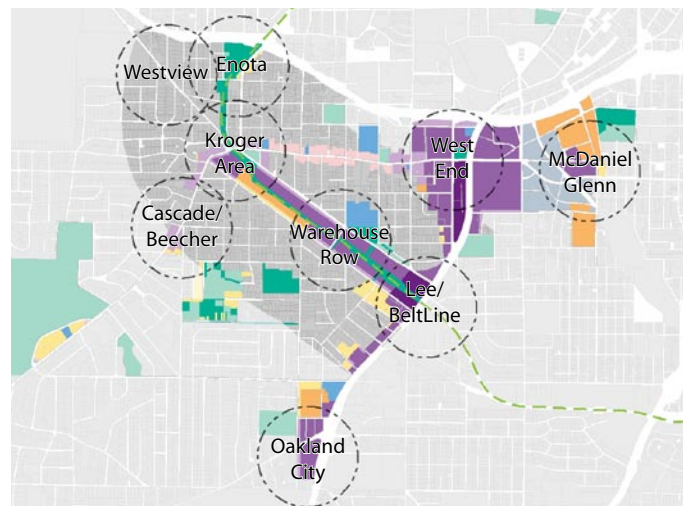 Enota
Westview
Kroger
Area
West
End
McDaniel
Glenn
Cascade/
Beecher
Warehouse
Row
Lee/
BeltLine
Oakland
City